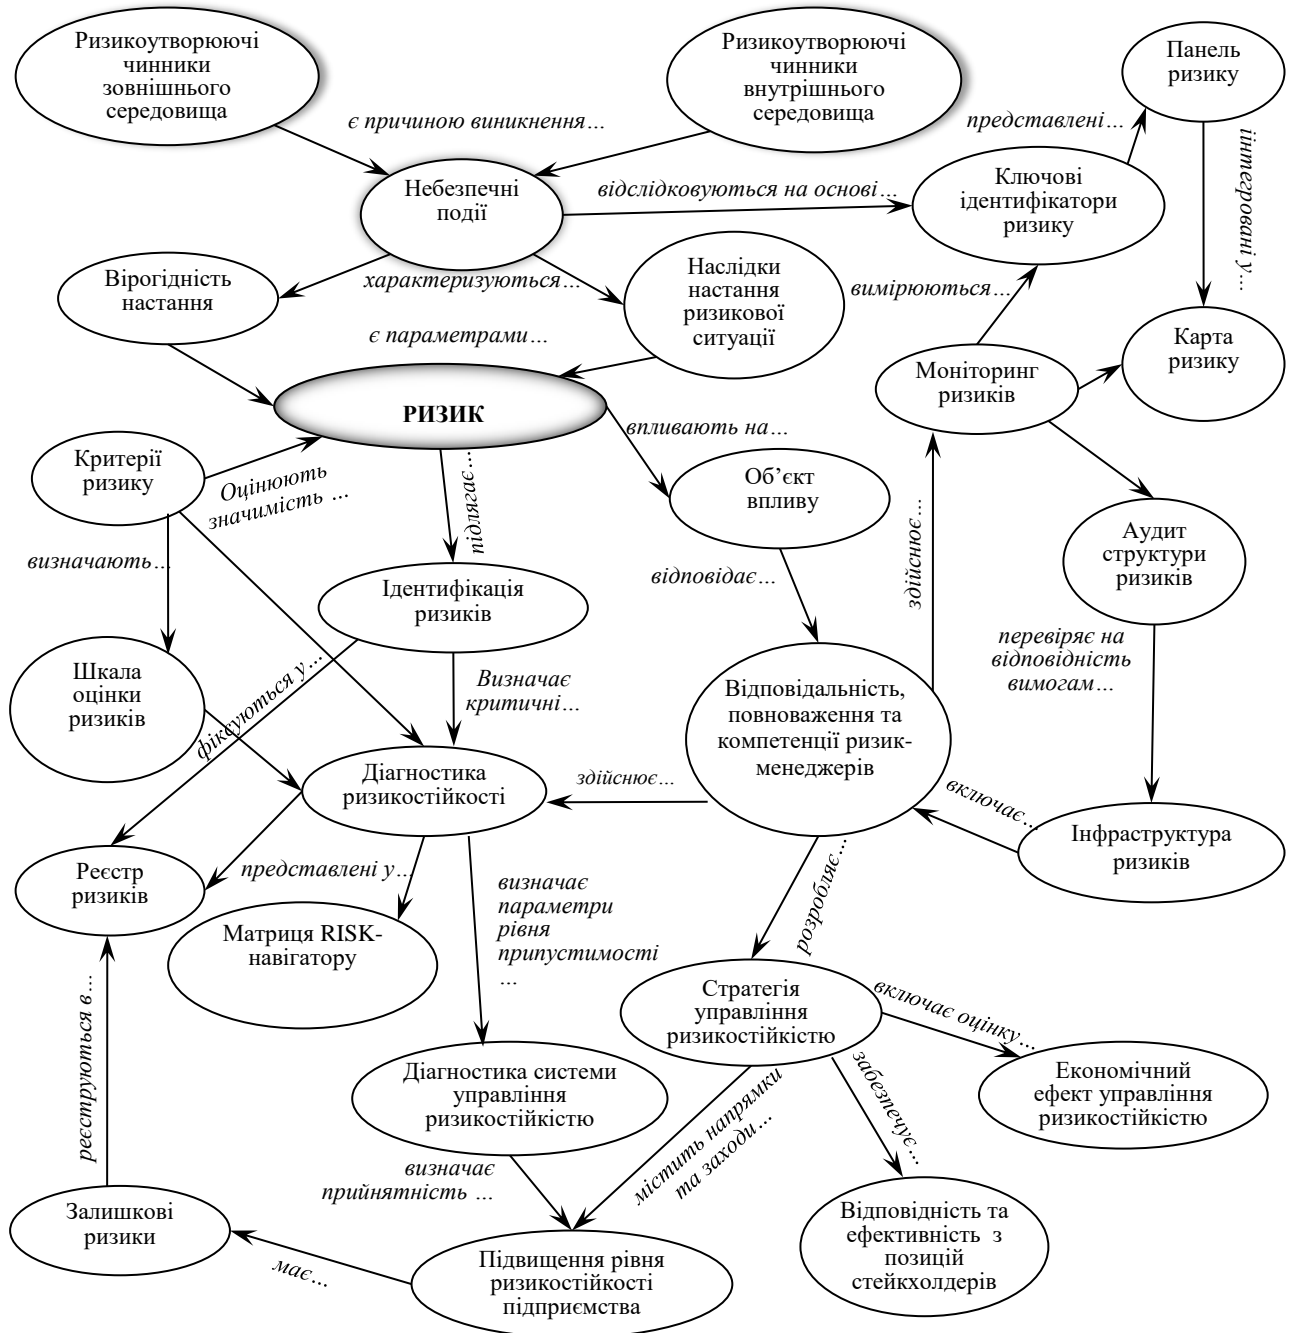 Ризикоутворюючі
чинники
зовнішнього
середовища
Ризикоутворюючі
чинники
внутрішнього
середовища
Панель
ризику
є причиною виникнення…
представлені…
іінтегровані у…
Небезпечні
події
відслідковуються на основі…
Ключові
ідентифікатори
ризику
Вірогідність
настання
характеризуються…
Наслідки
настання
ризикової
ситуації
вимірюються…
є параметрами…
Карта
ризику
Моніторинг
ризиків
РИЗИК
впливають на…
Критерії
ризику
Оцінюють
значимість …
підлягає…
Об’єкт
впливу
здійснює…
Аудит
структури
ризиків
визначають…
відповідає…
Ідентифікація
ризиків
перевіряє на
відповідність
вимогам…
Шкала
оцінки
ризиків
фіксуються у…
Визначає
критичні…
Відповідальність,
повноваження та
компетенції ризик-
менеджерів
Діагностика
ризикостійкості
здійснює…
включає…
Інфраструктура
ризиків
Реєстр
ризиків
представлені у…
визначає
параметри
рівня
припустимості
…
розробляє…
Матриця RISK-
навігатору
Стратегія
управління
ризикостійкістю
включає оцінку…
реєструються в…
Діагностика системи
управління
ризикостійкістю
забезпечує…
Економічний
ефект управління
ризикостійкістю
містить напрямки
та заходи…
визначає
прийнятність …
Залишкові
ризики
має…
Підвищення рівня
ризикостійкості
підприємства
Відповідність та
ефективність з
позицій
стейкхолдерів